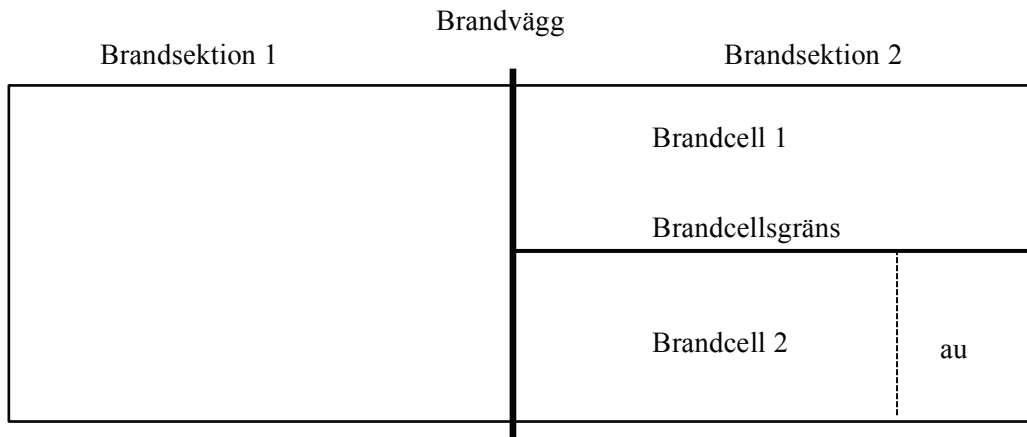 Brandvägg
Brandsektion 1
Brandsektion 2
Brandcell 1
Brandcellsgräns
Brandcell 2
au